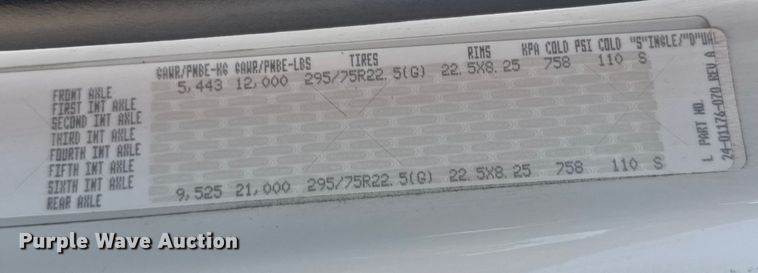 GAWR/PNBE-KG GAWR/PNBE-LBS TIRES RIMS KPA COLD PSI COLD "S"INGLE/"D"UAL
FRONT AXLE 5,443 12,000 295/75R22.5(G) 22.5X8.25 758 110 S
FIRST INT AXLE
SECOND INT AXLE
THIRD INT AXLE
FOURTH INT AXLE
FIFTH INT AXLE
SIXTH INT AXLE
REAR AXLE 9,525 21,000 295/75R22.5(G) 22.5X8.25 758 110 S
L PART NO.
24-01176-070 REV A
Purple Wave Auction